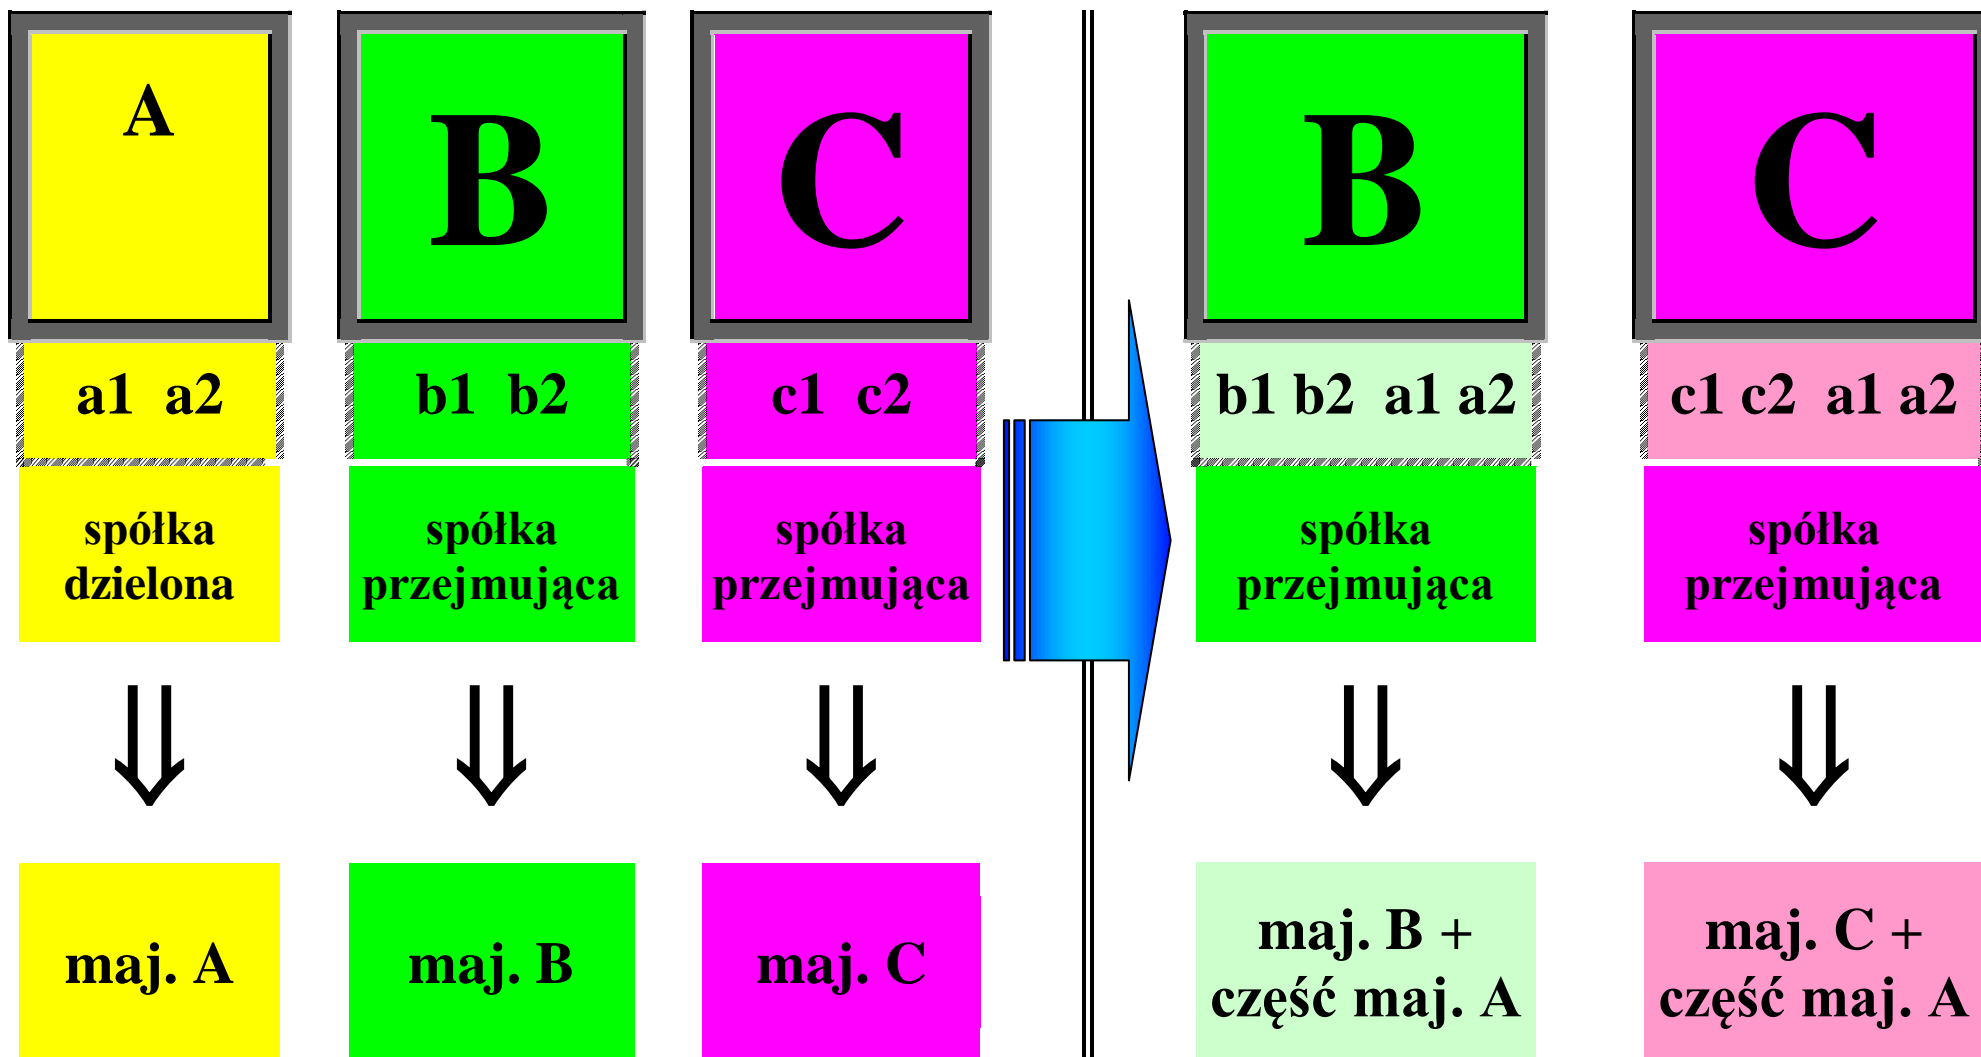 A
B
C
B
C
a1 a2
b1 b2
c1 c2
b1 b2 a1 a2
c1 c2 a1 a2
spółka
dzielona
spółka
przejmująca
spółka
przejmująca
spółka
przejmująca
spółka
przejmująca
maj. A
maj. B
maj. C
maj. B +
część maj. A
maj. C +
część maj. A